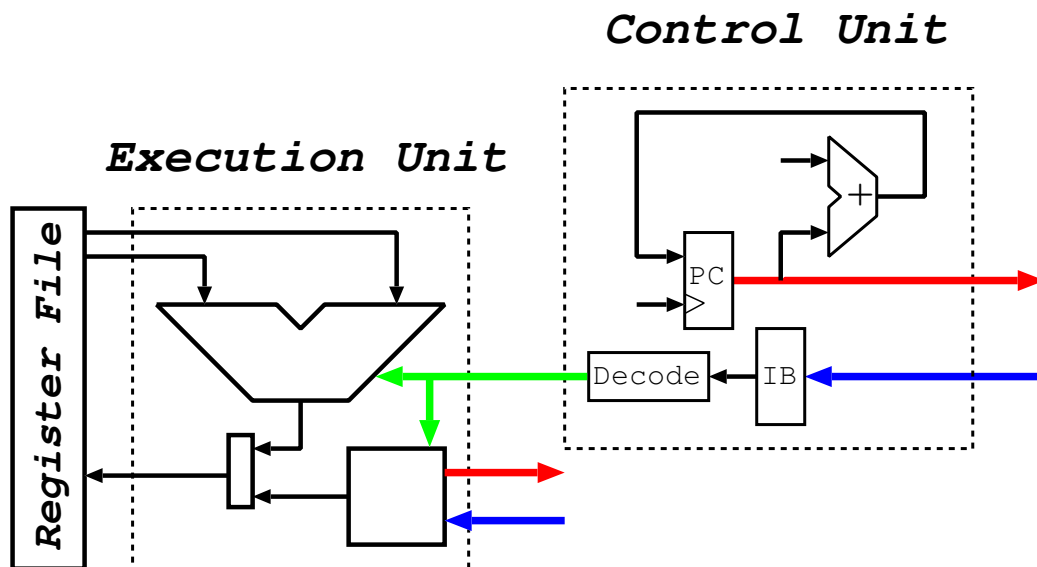 Control Unit
Execution Unit
Register File
+
PC
Decode
IB